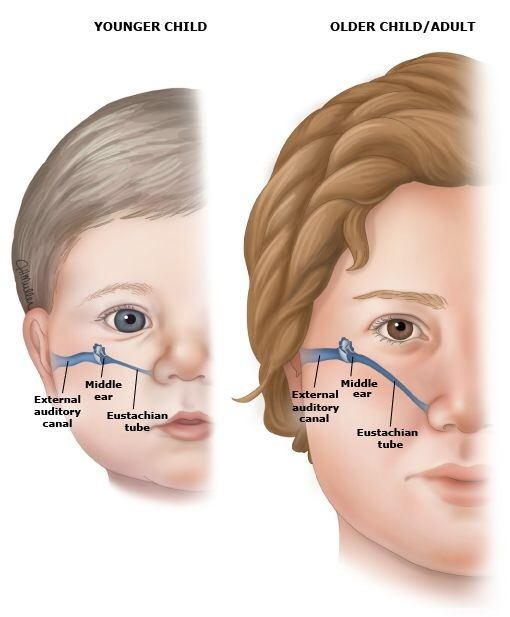 YOUNGER CHILD
OLDER CHILD/ADULT
External
auditory
canal
Middle
ear
Eustachian
tube
External
auditory
canal
Middle
ear
Eustachian
tube